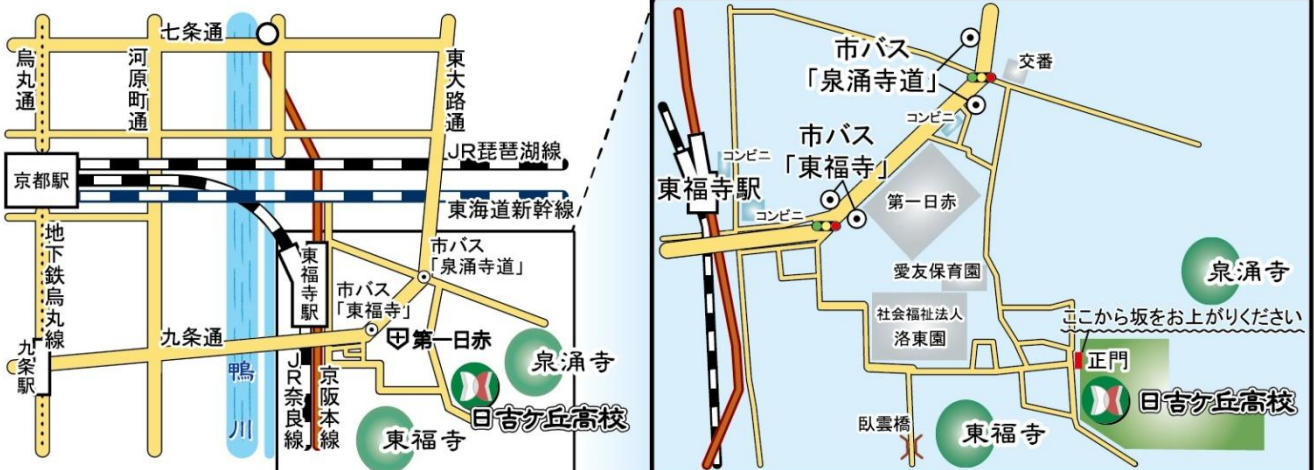 七条通
烏丸通
河原町通
東大路通
JR琵琶湖線
京都駅
東海道新幹線
地下鉄烏丸線
東福寺駅
市バス
「泉涌寺道」
市バス
「東福寺」
九条通
九条駅
第一日赤
鴨川
JR奈良線
京阪本線
泉涌寺
日吉ケ丘高校
東福寺
市バス
「泉涌寺道」
交番
コンビニ
市バス
「東福寺」
コンビニ
東福寺駅
コンビニ
第一日赤
愛友保育園
泉涌寺
社会福祉法人
洛東園
ここから坂をお上がりください
正門
日吉ケ丘高校
臥雲橋
東福寺